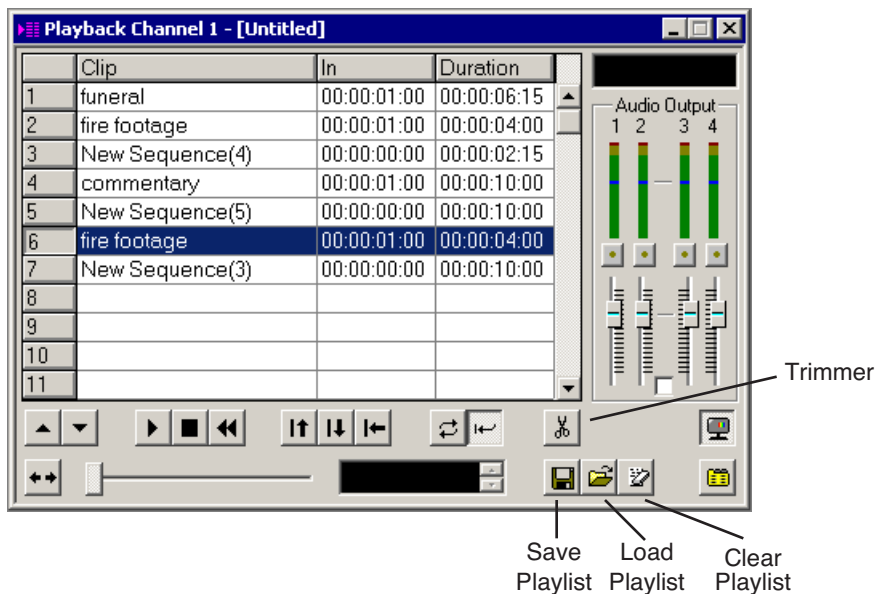 Playback Channel 1 - [Untitled]
Clip In Duration
1 funeral 00:00:01:00 00:00:06:15
2 fire footage 00:00:01:00 00:00:04:00
3 New Sequence(4) 00:00:00:00 00:00:02:15
4 commentary 00:00:01:00 00:00:10:00
5 New Sequence(5) 00:00:00:00 00:00:10:00
6 fire footage 00:00:01:00 00:00:04:00
7 New Sequence(3) 00:00:00:00 00:00:10:00
8
9
10
11
Audio Output
1 2 3 4
Trimmer
Save Playlist
Load Playlist
Clear Playlist